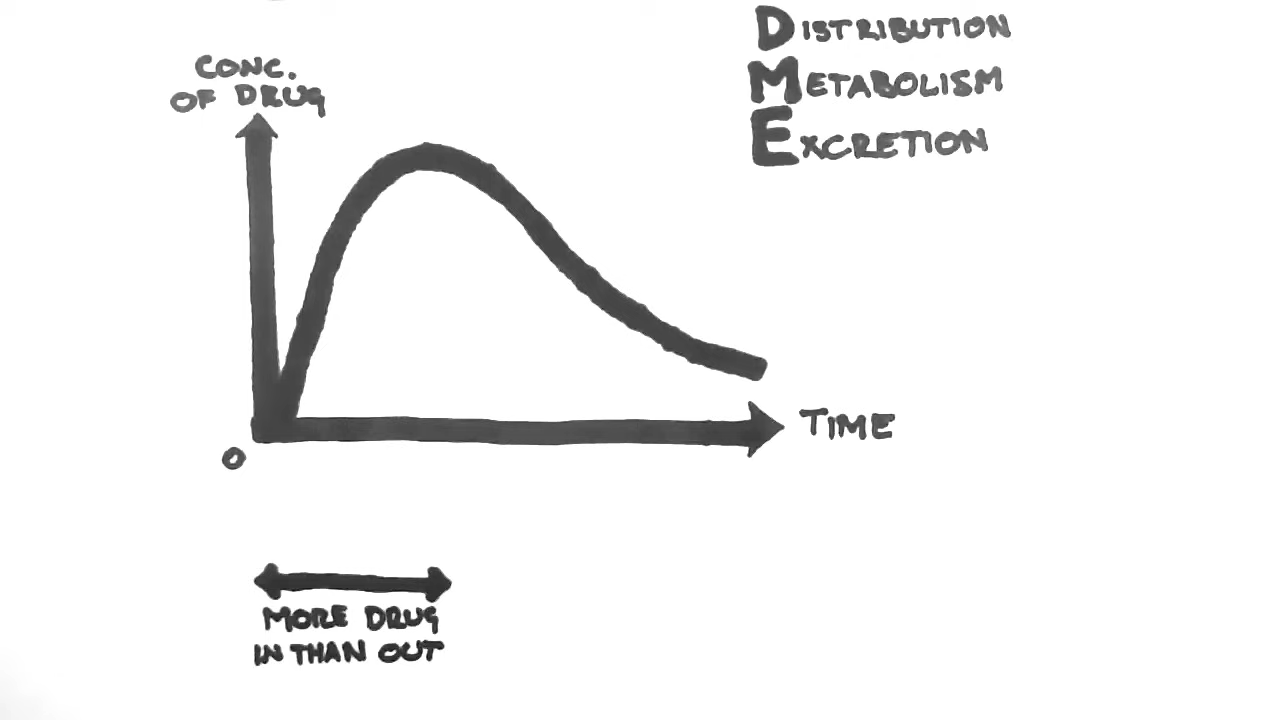 DISTRIBUTION
METABOLISM
EXCRETION
CONC.
OF DRUG
TIME
0
MORE DRUG
IN THAN OUT